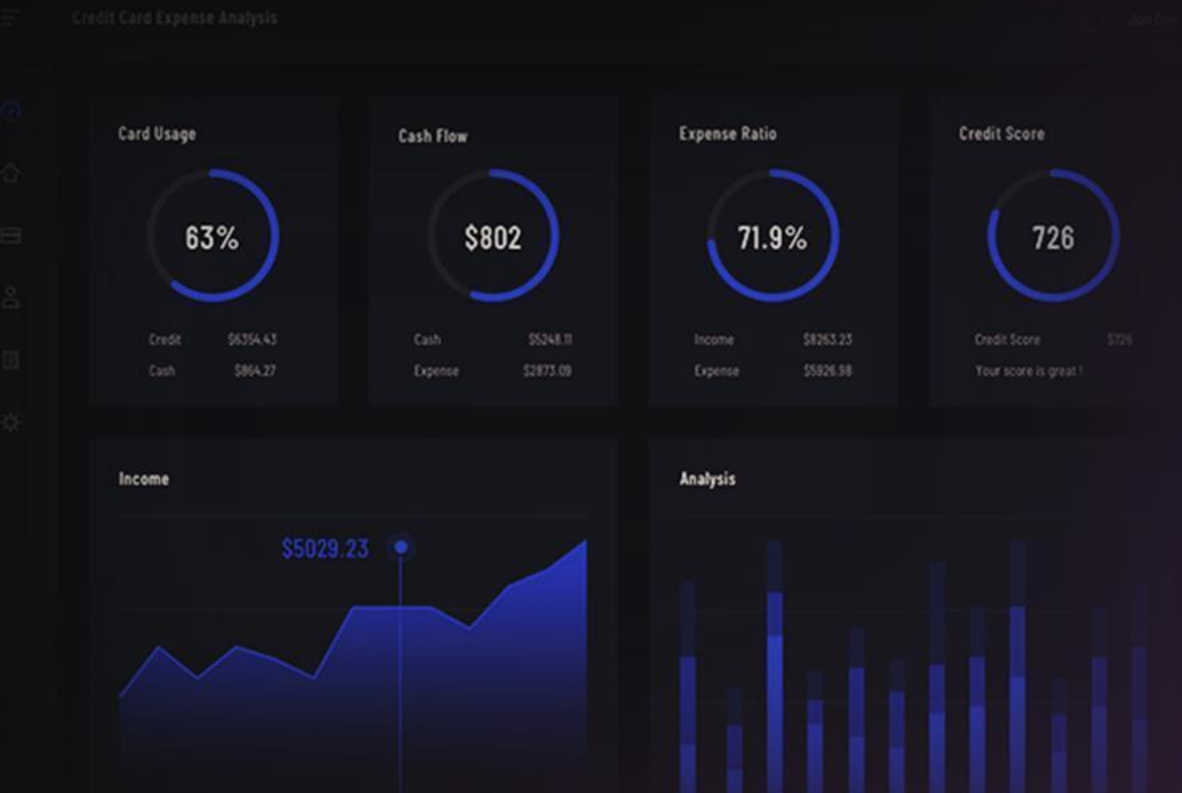 Credit Card Expense Analysis
Card Usage
63%
Credit $6354.43
Cash $864.27
Cash Flow
$802
Cash $5248.11
Expense $2873.09
Expense Ratio
71.9%
Income $8263.23
Expense $5926.98
Credit Score
726
Credit Score $726
Your score is great !
Income
$5029.23
Analysis